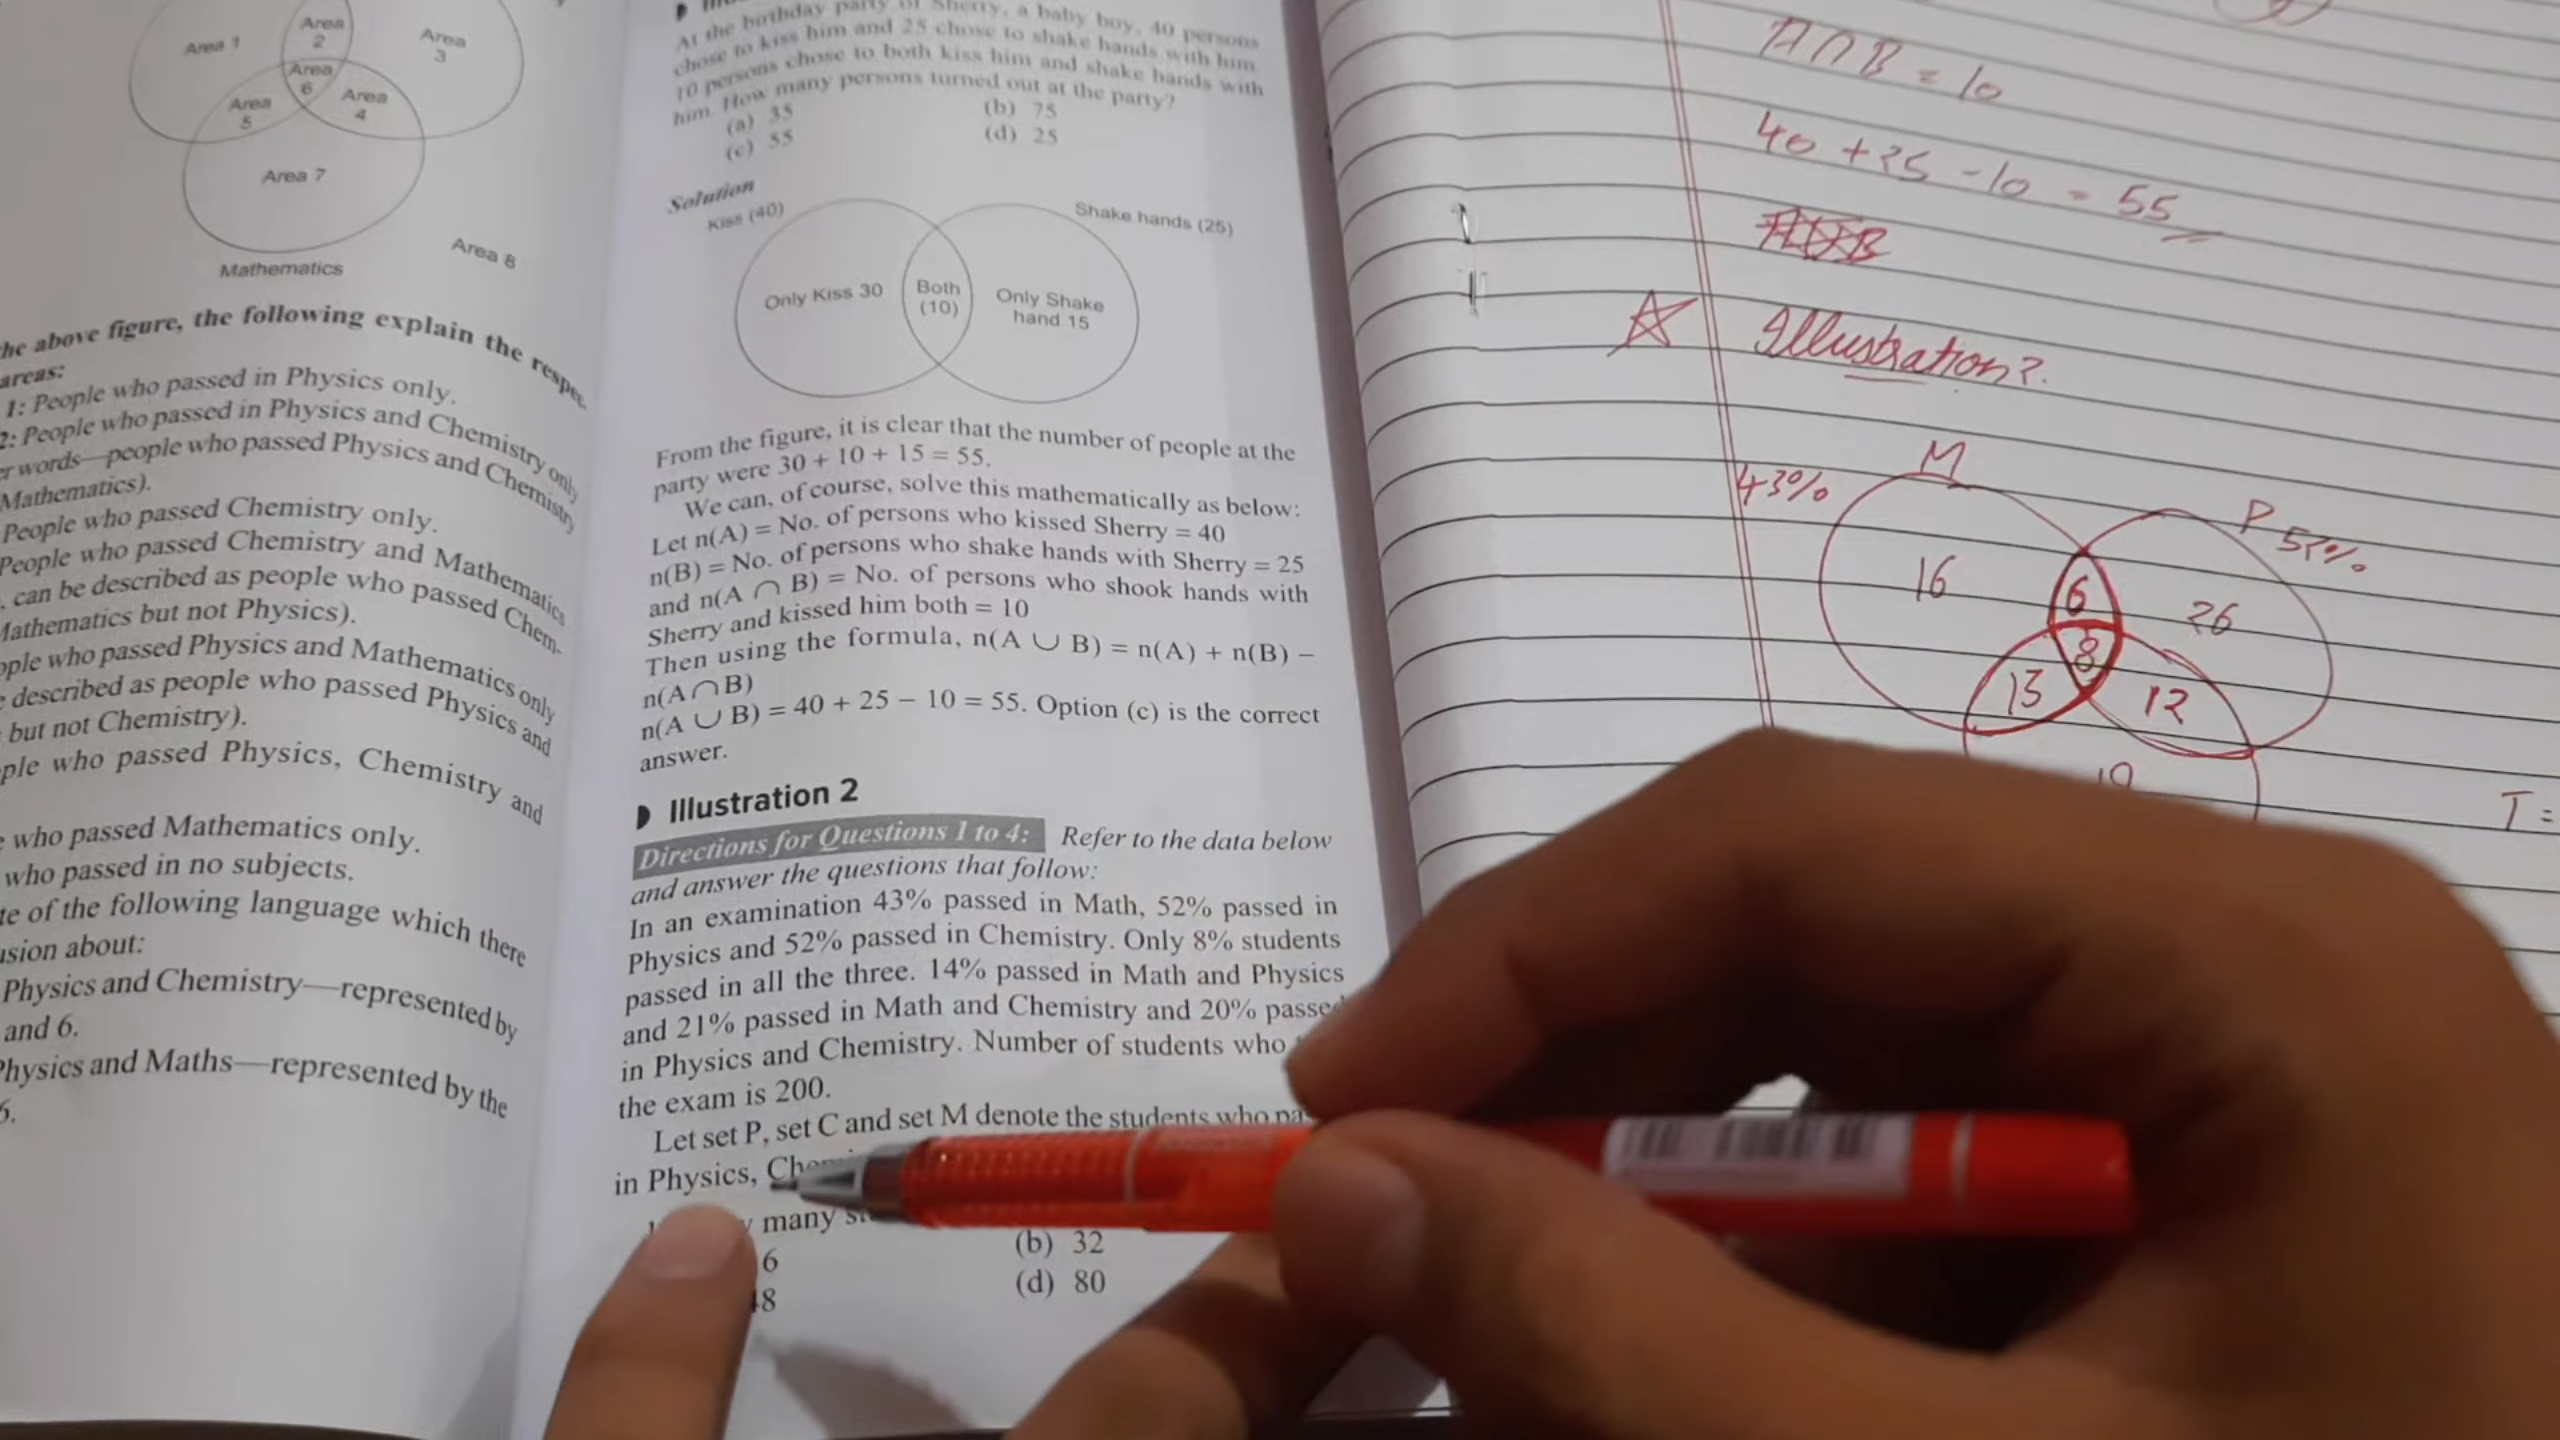 Area 1
Area 2
Area 3
Area 6
Area 5
Area 4
Area 7
Mathematics
Area 8
he above figure, the following explain the respec
areas:
1: People who passed in Physics only.
2: People who passed in Physics and Chemistry only
er words—people who passed Physics and Chemistry
Mathematics).
People who passed Chemistry only.
People who passed Chemistry and Mathematics
, can be described as people who passed Chem-
Mathematics but not Physics).
ople who passed Physics and Mathematics only
e described as people who passed Physics and
but not Chemistry).
ple who passed Physics, Chemistry and
who passed Mathematics only.
who passed in no subjects.
te of the following language which there
usion about:
Physics and Chemistry—represented by
and 6.
Physics and Maths—represented by the
6.
At the birthday party of Sherry, a baby boy, 40 persons
chose to kiss him and 25 chose to shake hands with him.
10 persons chose to both kiss him and shake hands with
him. How many persons turned out at the party?
(a) 35 (b) 75
(c) 55 (d) 25
Solution
Kiss (40) Shake hands (25)
Only Kiss 30 Both (10) Only Shake hand 15
From the figure, it is clear that the number of people at the
party were 30 + 10 + 15 = 55.
We can, of course, solve this mathematically as below:
Let n(A) = No. of persons who kissed Sherry = 40
n(B) = No. of persons who shake hands with Sherry = 25
and n(A ∩ B) = No. of persons who shook hands with
Sherry and kissed him both = 10
Then using the formula, n(A ∪ B) = n(A) + n(B) –
n(A∩B)
n(A ∪ B) = 40 + 25 – 10 = 55. Option (c) is the correct
answer.
Illustration 2
Directions for Questions 1 to 4: Refer to the data below
and answer the questions that follow:
In an examination 43% passed in Math, 52% passed in
Physics and 52% passed in Chemistry. Only 8% students
passed in all the three. 14% passed in Math and Physics
and 21% passed in Math and Chemistry and 20% passed
in Physics and Chemistry. Number of students who
the exam is 200.
Let set P, set C and set M denote the students who pa
in Physics, Chemi
many
6 (b) 32
8 (d) 80
A∩B = 10
40 + 25 - 10 = 55
Illustration 2.
M
43%
P 52%
16
6
26
8
13
12
19
T =